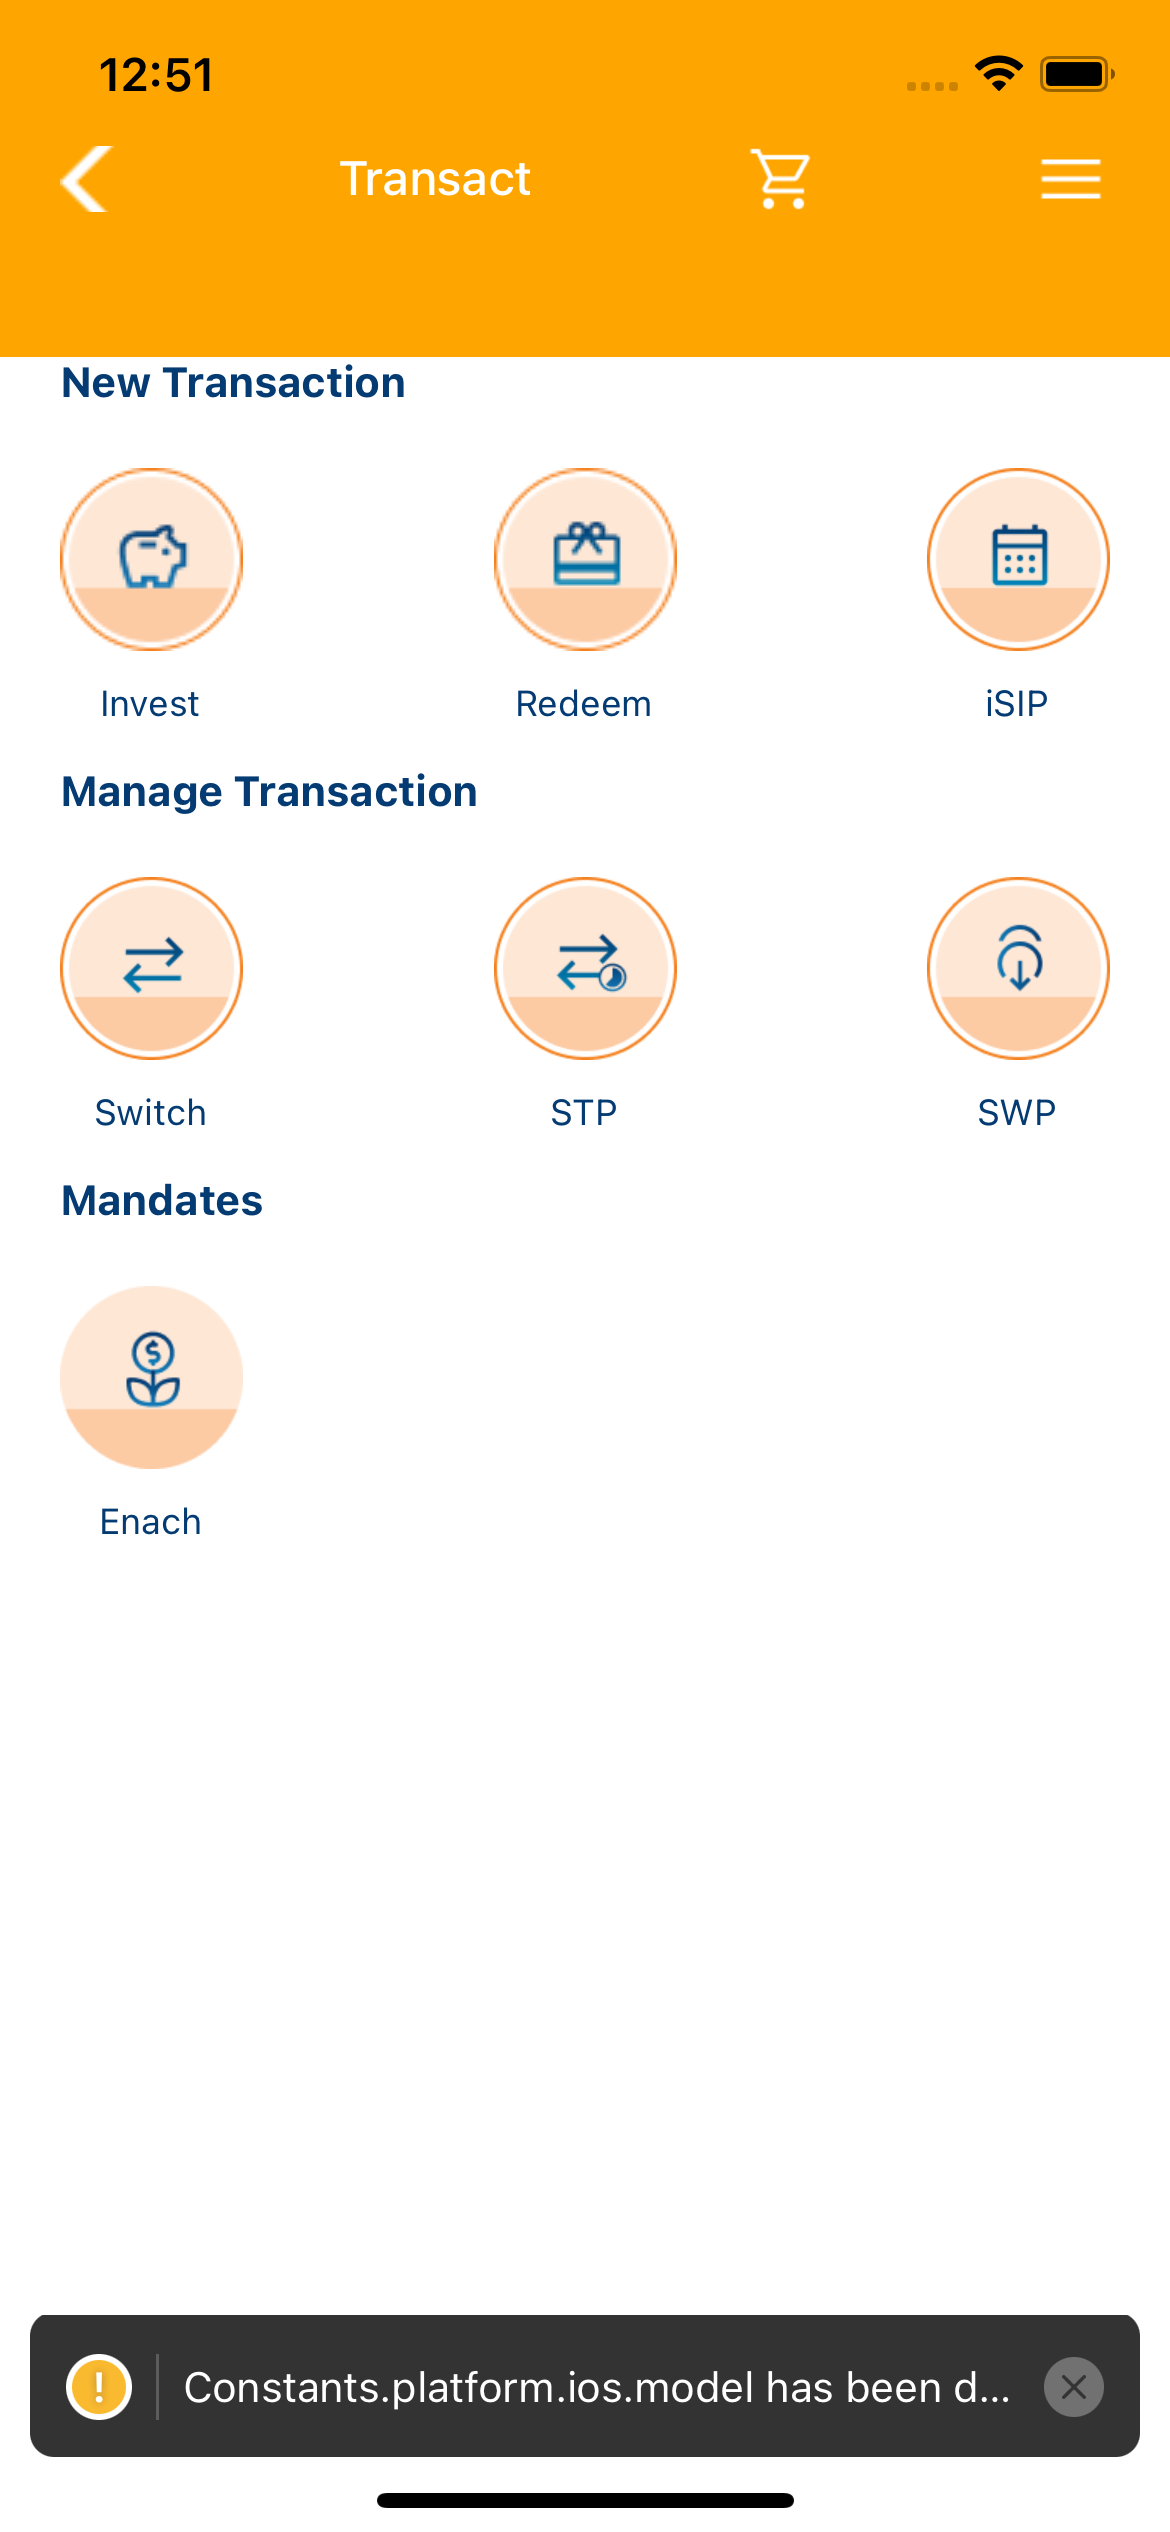 12:51
Transact
New Transaction
Invest
Redeem
iSIP
Manage Transaction
Switch
STP
SWP
Mandates
$
Enach
! Constants.platform.ios.model has been d...